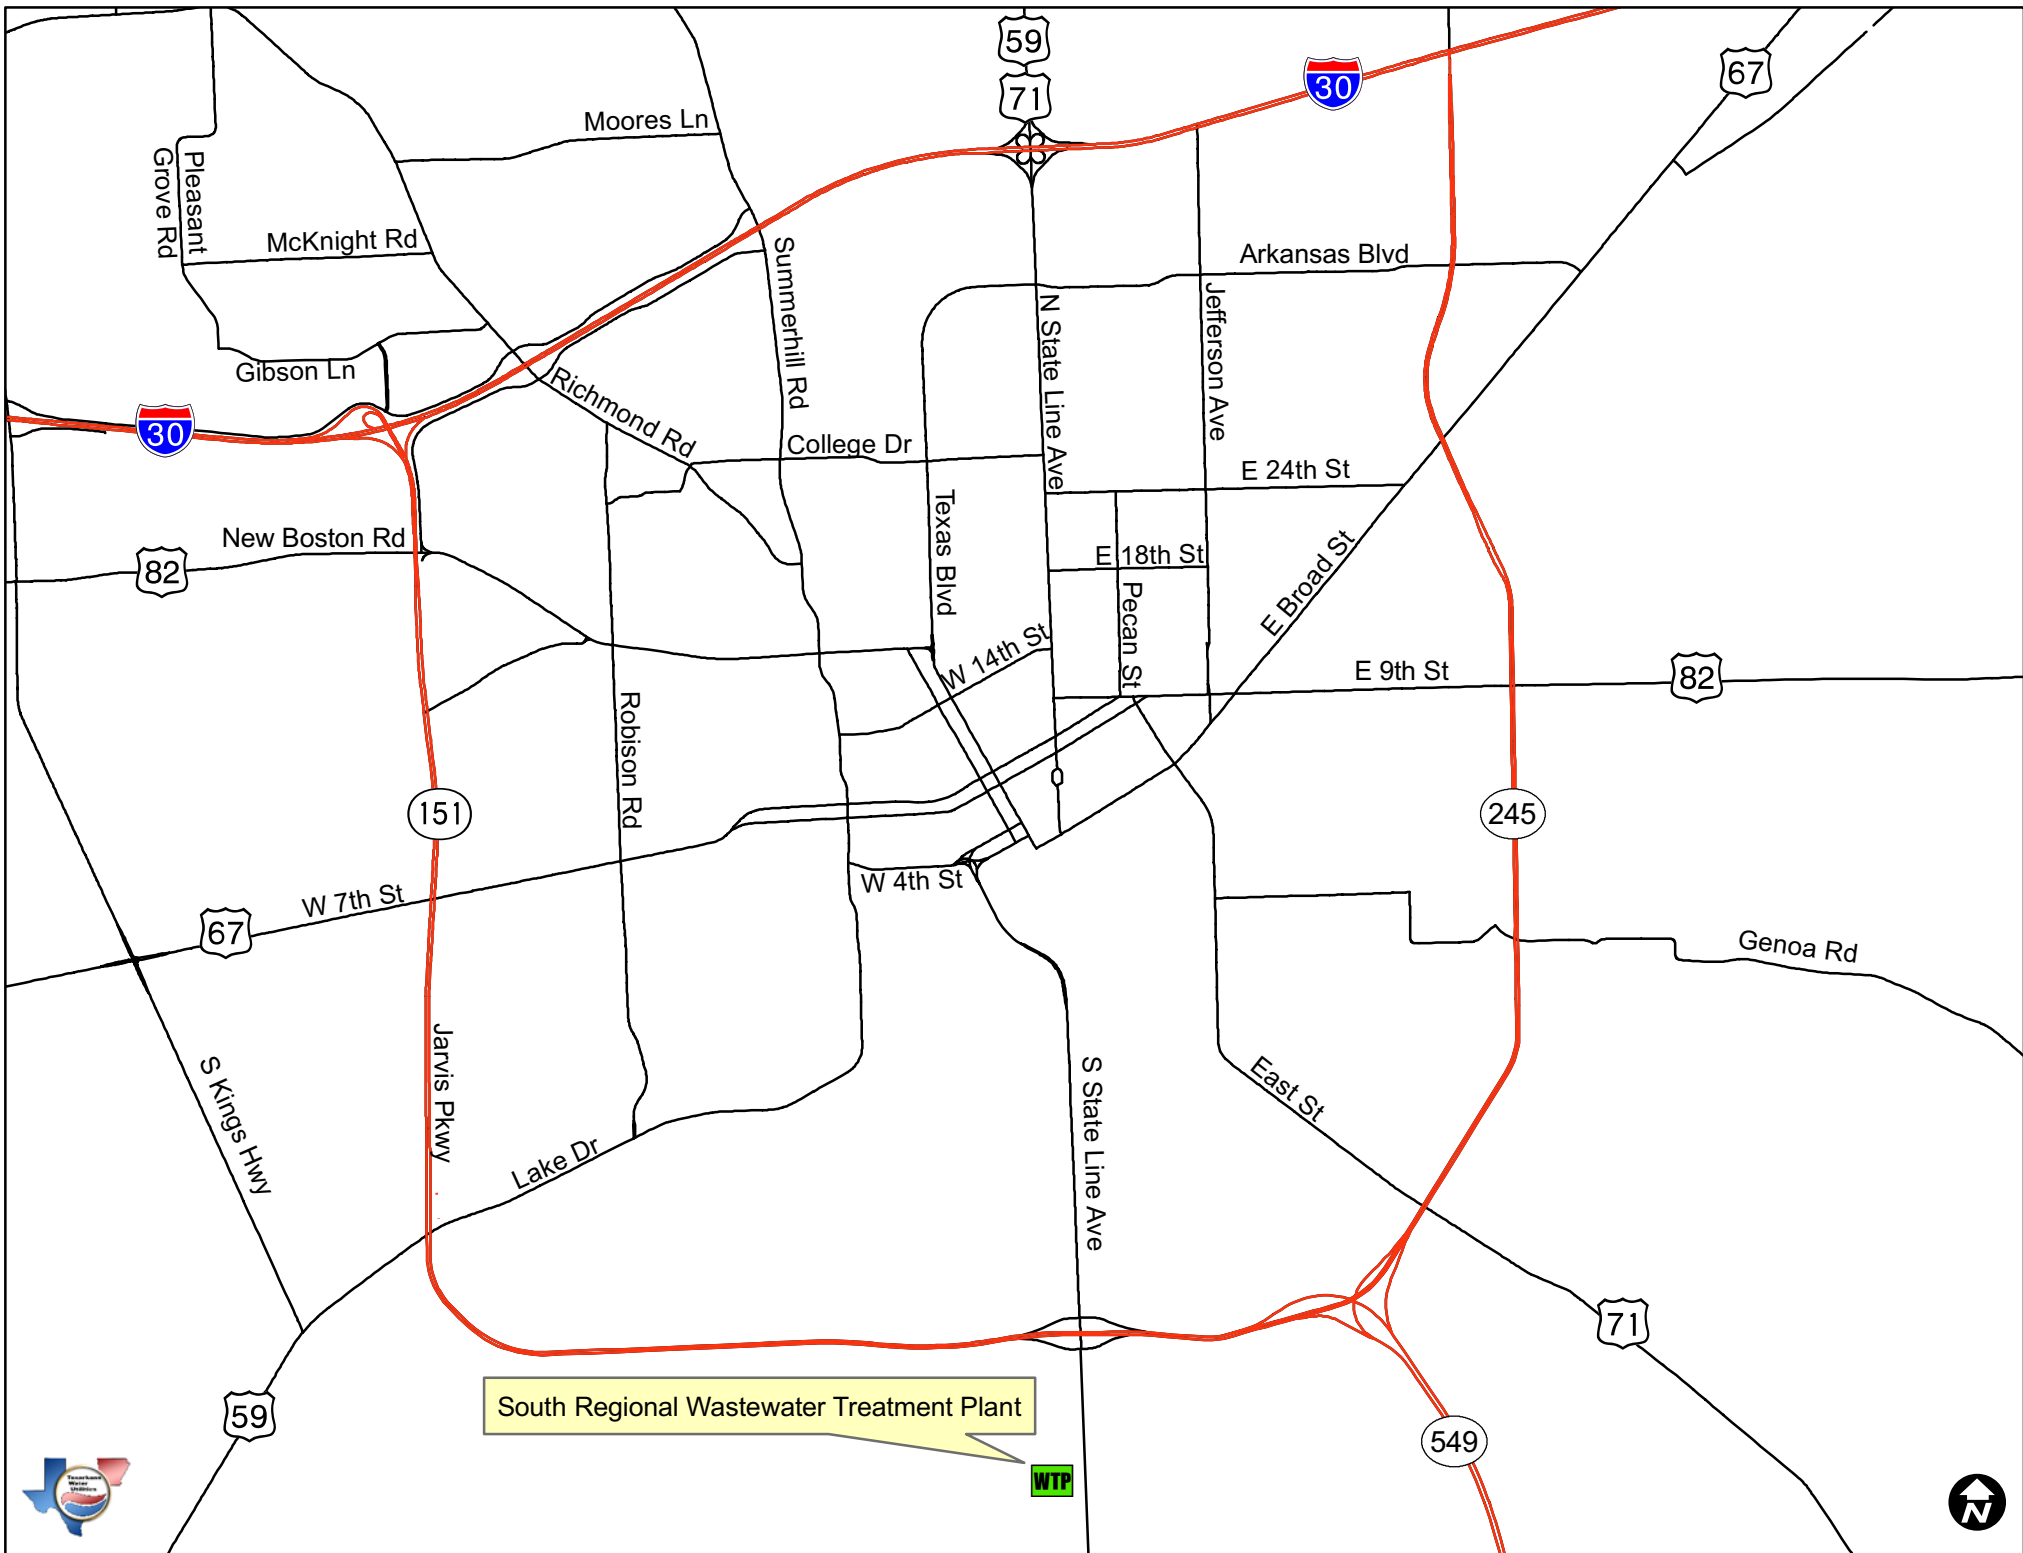 59
67
71
30
Moores Ln
Pleasant
Grove Rd
McKnight Rd
Summerhill Rd
Arkansas Blvd
N State Line Ave
Jefferson Ave
Gibson Ln
Richmond Rd
30
College Dr
E 24th St
Texas Blvd
New Boston Rd
82
E 18th St
E Broad St
Pecan St
W 14th St
E 9th St
82
Robison Rd
151
245
W 4th St
W 7th St
67
Genoa Rd
Jarvis Pkwy
S Kings Hwy
S State Line Ave
East St
Lake Dr
71
59
South Regional Wastewater Treatment Plant
549
WTP
Texarkana
Water
Utilities
N